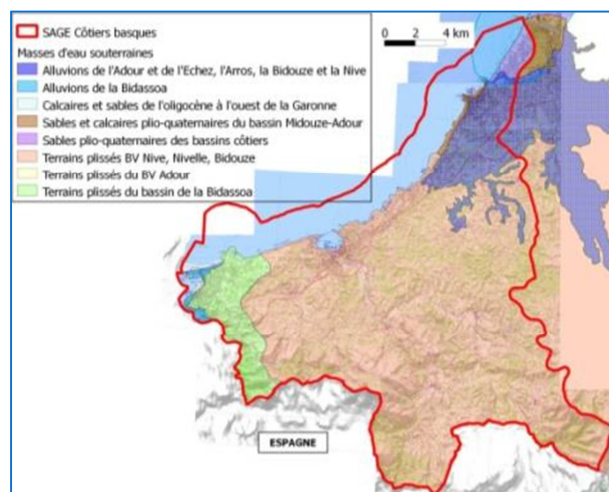 SAGE Côtiers basques
0 2 4 km
Masses d'eau souterraines
Alluvions de l'Adour et de l'Echez, l'Arros, la Bidouze et la Nive
Alluvions de la Bidassoa
Calcaires et sables de l'oligocène à l'ouest de la Garonne
Sables et calcaires plio-quaternaires du bassin Midouze-Adour
Sables plio-quaternaires des bassins côtiers
Terrains plissés BV Nive, Nivelle, Bidouze
Terrains plissés du BV Adour
Terrains plissés du bassin de la Bidassoa
ESPAGNE